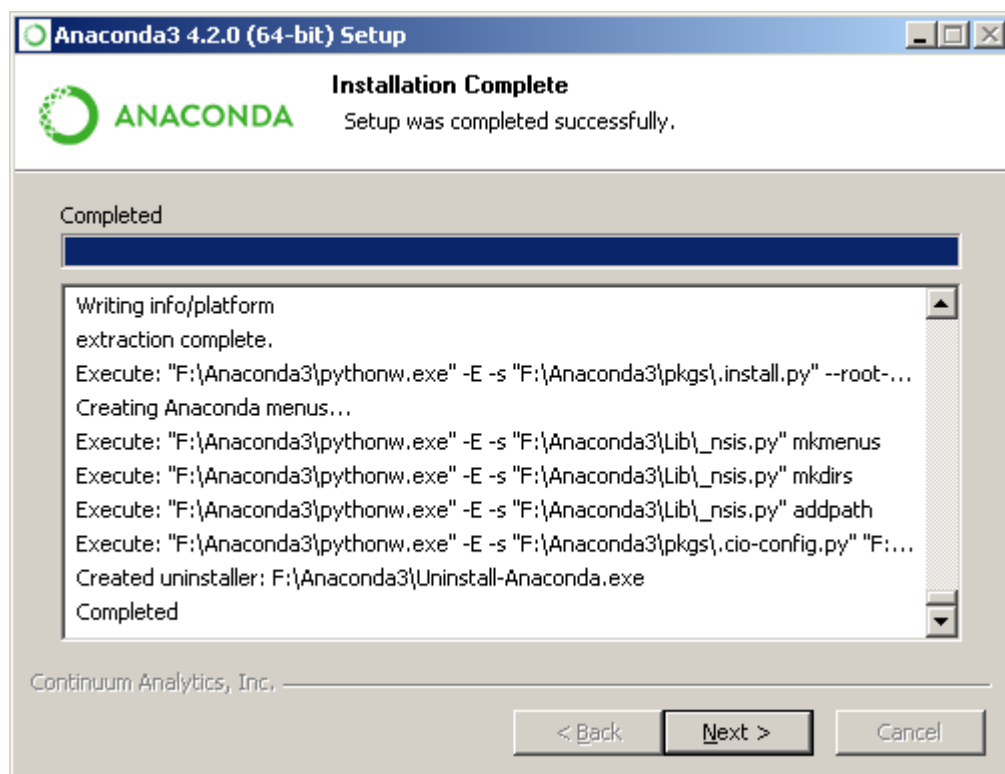 Anaconda3 4.2.0 (64-bit) Setup
ANACONDA
Installation Complete
Setup was completed successfully.
Completed
Writing info/platform
extraction complete.
Execute: "F:\Anaconda3\pythonw.exe" -E -s "F:\Anaconda3\pkgs\.install.py" --root-...
Creating Anaconda menus...
Execute: "F:\Anaconda3\pythonw.exe" -E -s "F:\Anaconda3\Lib\_nsis.py" mkmenus
Execute: "F:\Anaconda3\pythonw.exe" -E -s "F:\Anaconda3\Lib\_nsis.py" mkdirs
Execute: "F:\Anaconda3\pythonw.exe" -E -s "F:\Anaconda3\Lib\_nsis.py" addpath
Execute: "F:\Anaconda3\pythonw.exe" -E -s "F:\Anaconda3\pkgs\.cio-config.py" "F:...
Created uninstaller: F:\Anaconda3\Uninstall-Anaconda.exe
Completed
Continuum Analytics, Inc.
< Back Next > Cancel